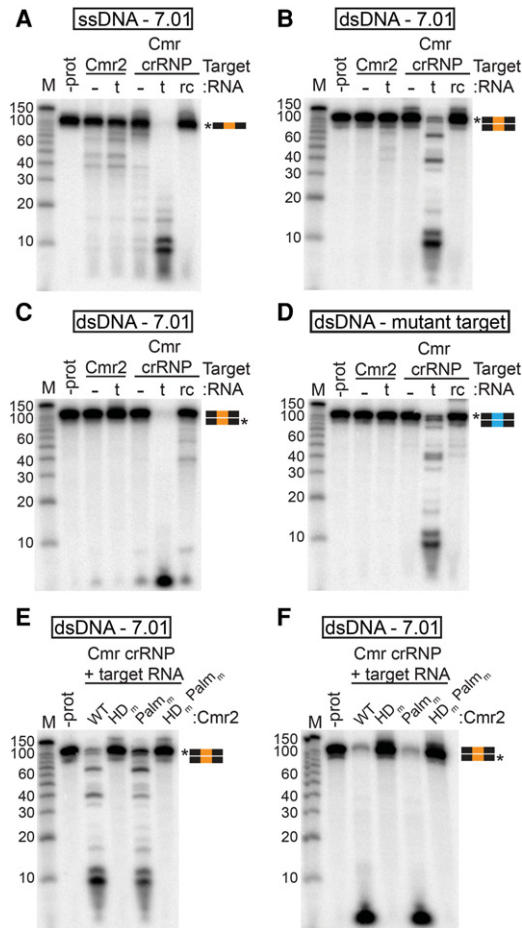 A
ssDNA - 7.01
Cmr
-prot Cmr2 crRNP Target
M - t - t rc :RNA
150
100
60
40
30
20
10
*
B
dsDNA - 7.01
Cmr
-prot Cmr2 crRNP Target
M - t - t rc :RNA
150
100
60
40
30
20
10
*
C
dsDNA - 7.01
Cmr
-prot Cmr2 crRNP Target
M - t - t rc :RNA
150
100
60
40
30
20
10
*
D
dsDNA - mutant target
Cmr
-prot Cmr2 crRNP Target
M - t - t rc :RNA
150
100
60
40
30
20
10
*
E
dsDNA - 7.01
Cmr crRNP
+ target RNA
M -prot WT HDm Palmm HDm Palmm :Cmr2
150
100
60
40
30
20
10
*
F
dsDNA - 7.01
Cmr crRNP
+ target RNA
M -prot WT HDm Palmm HDm Palmm :Cmr2
150
100
60
40
30
20
10
*